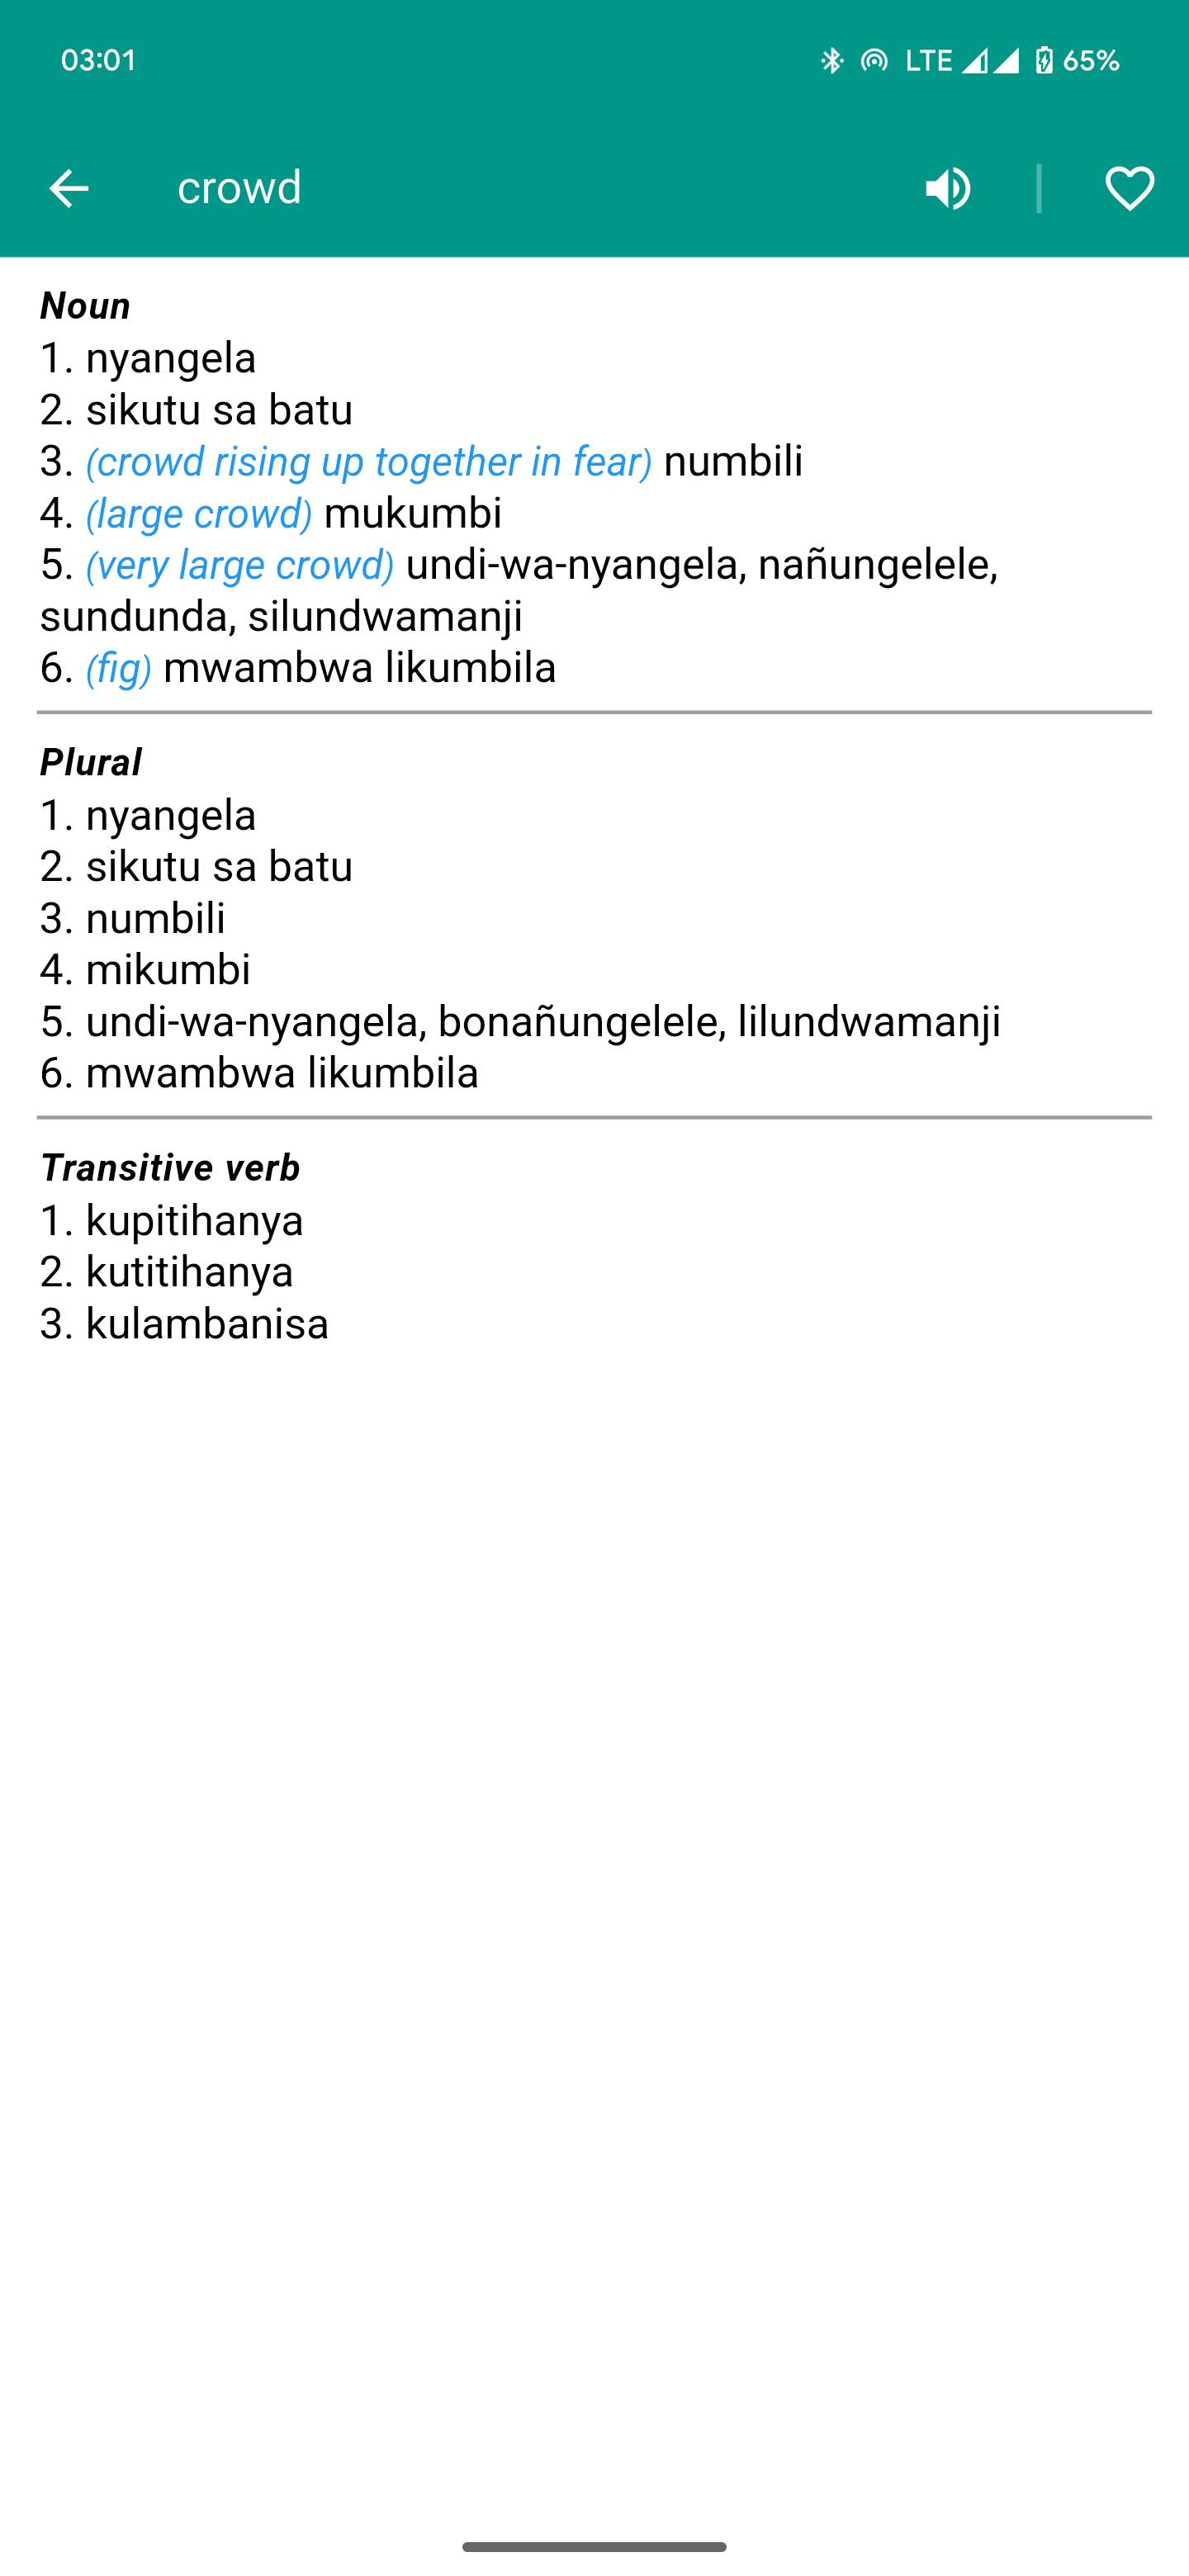 03:01 LTE 65%
crowd
Noun
1. nyangela
2. sikutu sa batu
3. (crowd rising up together in fear) numbili
4. (large crowd) mukumbi
5. (very large crowd) undi-wa-nyangela, nañungelele,
sundunda, silundwamanji
6. (fig) mwambwa likumbila
Plural
1. nyangela
2. sikutu sa batu
3. numbili
4. mikumbi
5. undi-wa-nyangela, bonañungelele, lilundwamanji
6. mwambwa likumbila
Transitive verb
1. kupitihanya
2. kutitihanya
3. kulambanisa